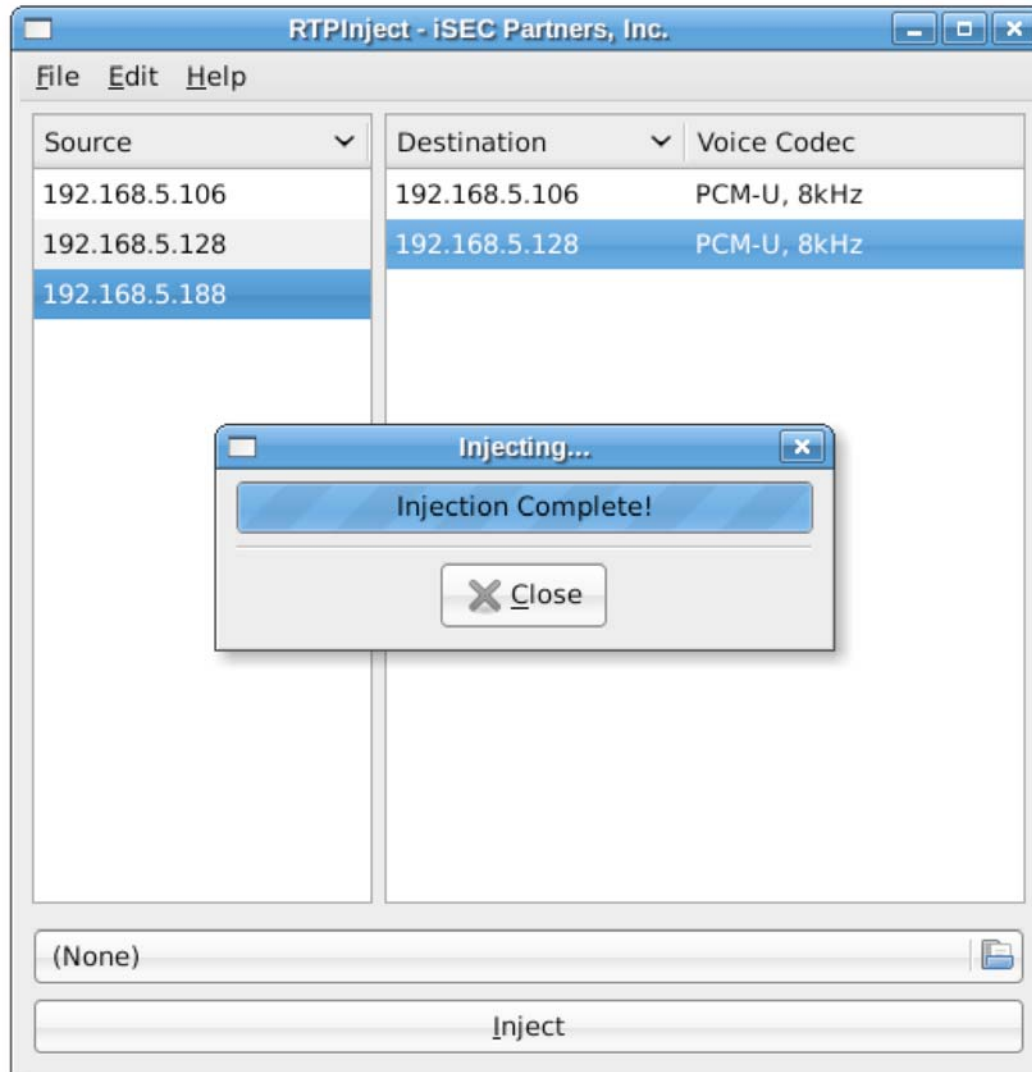 RTPInject - iSEC Partners, Inc.
File Edit Help
Source Destination Voice Codec
192.168.5.106 192.168.5.106 PCM-U, 8kHz
192.168.5.128 192.168.5.128 PCM-U, 8kHz
192.168.5.188
Injecting...
Injection Complete!
Close
(None)
Inject